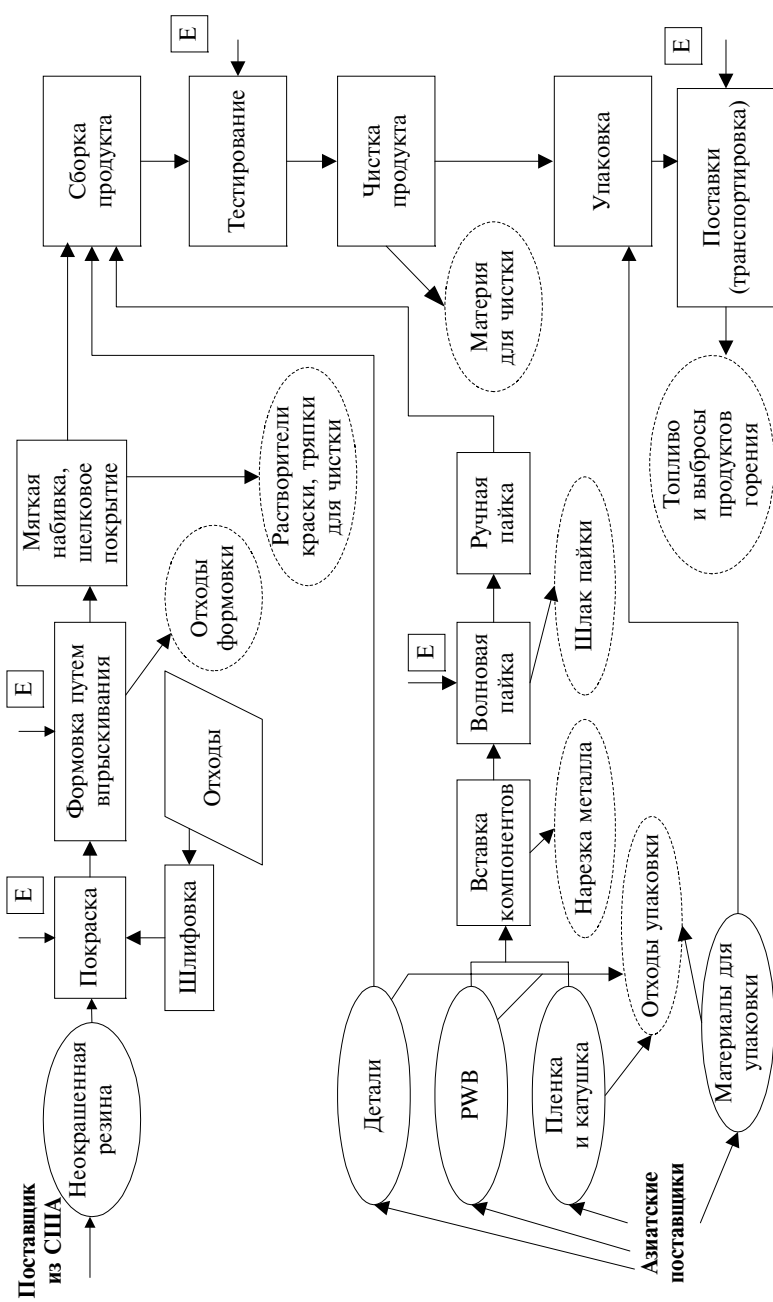 Поставщик
из США
Неокрашенная
резина
Покраска
E
Шлифовка
Отходы
Формовка путем
впрыскивания
E
Отходы
формовки
Мягкая
набивка,
шелковое
покрытие
Растворители
краски, тряпки
для чистки
Сборка
продукта
Тестирование
E
Чистка
продукта
Материя
для чистки
Упаковка
Поставки
(транспортировка)
E
Топливо
и выбросы
продуктов
горения
Азиатские
поставщики
Детали
PWB
Пленка
и катушка
Материалы для
упаковки
Отходы упаковки
Вставка
компонентов
Нарезка металла
Волновая
пайка
E
Шлак пайки
Ручная
пайка